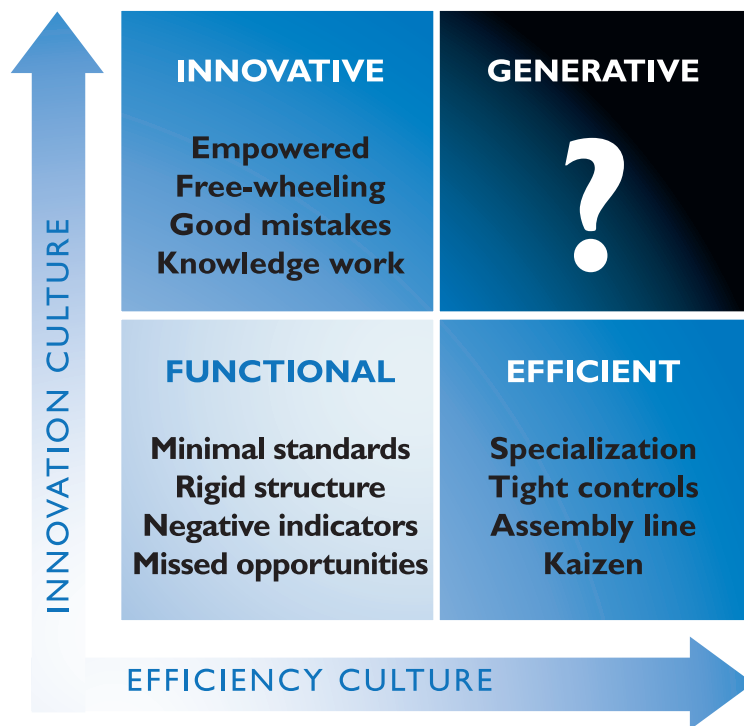 INNOVATION CULTURE
INNOVATIVE
Empowered
Free-wheeling
Good mistakes
Knowledge work
GENERATIVE
?
FUNCTIONAL
Minimal standards
Rigid structure
Negative indicators
Missed opportunities
EFFICIENT
Specialization
Tight controls
Assembly line
Kaizen
EFFICIENCY CULTURE